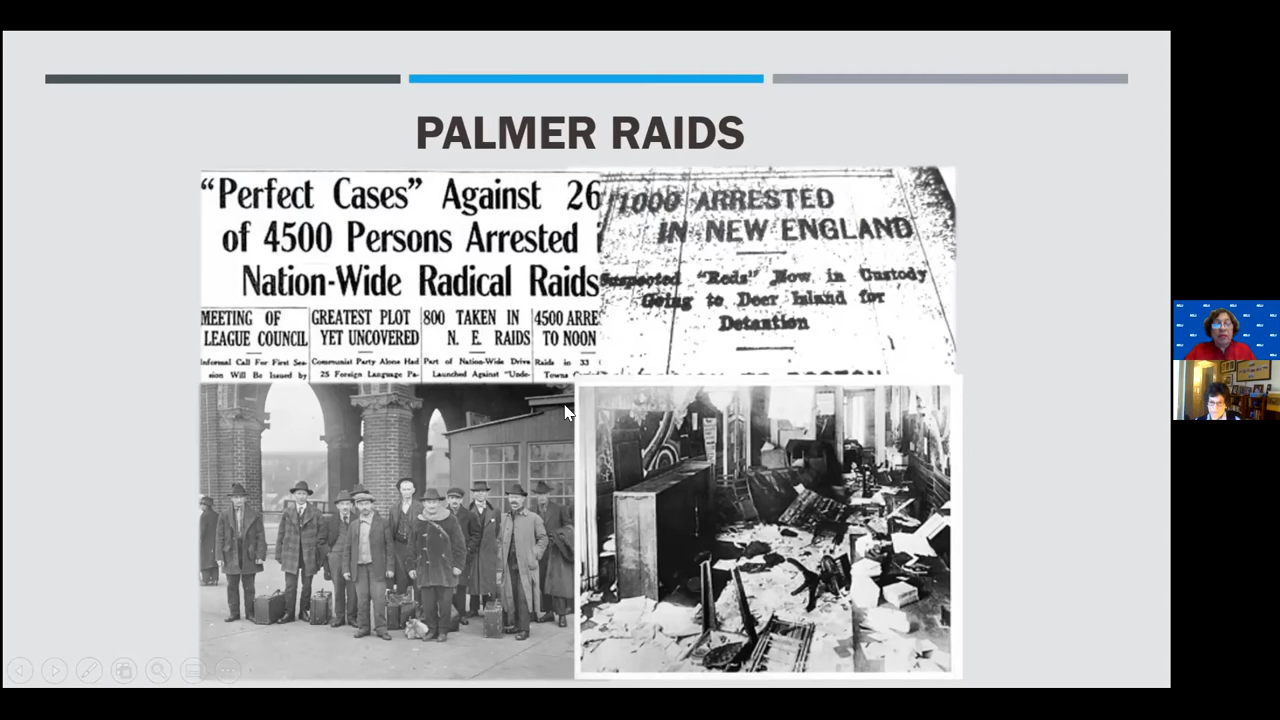 PALMER RAIDS
“Perfect Cases” Against 26
of 4500 Persons Arrested
Nation-Wide Radical Raids
MEETING OF
LEAGUE COUNCIL
Informal Call For First Ses-
sion Will Be Issued by
GREATEST PLOT
YET UNCOVERED
Communist Party Alone Had
25 Foreign Language Pa-
800 TAKEN IN
N. E. RAIDS
Part of Nation-Wide Drive
Launched Against "Unde-
4500 ARRE
TO NOON
Raids in 33
Towns
1000 ARRESTED
IN NEW ENGLAND
Suspected "Reds" Now in Custody
Going to Deer Island for
Detention